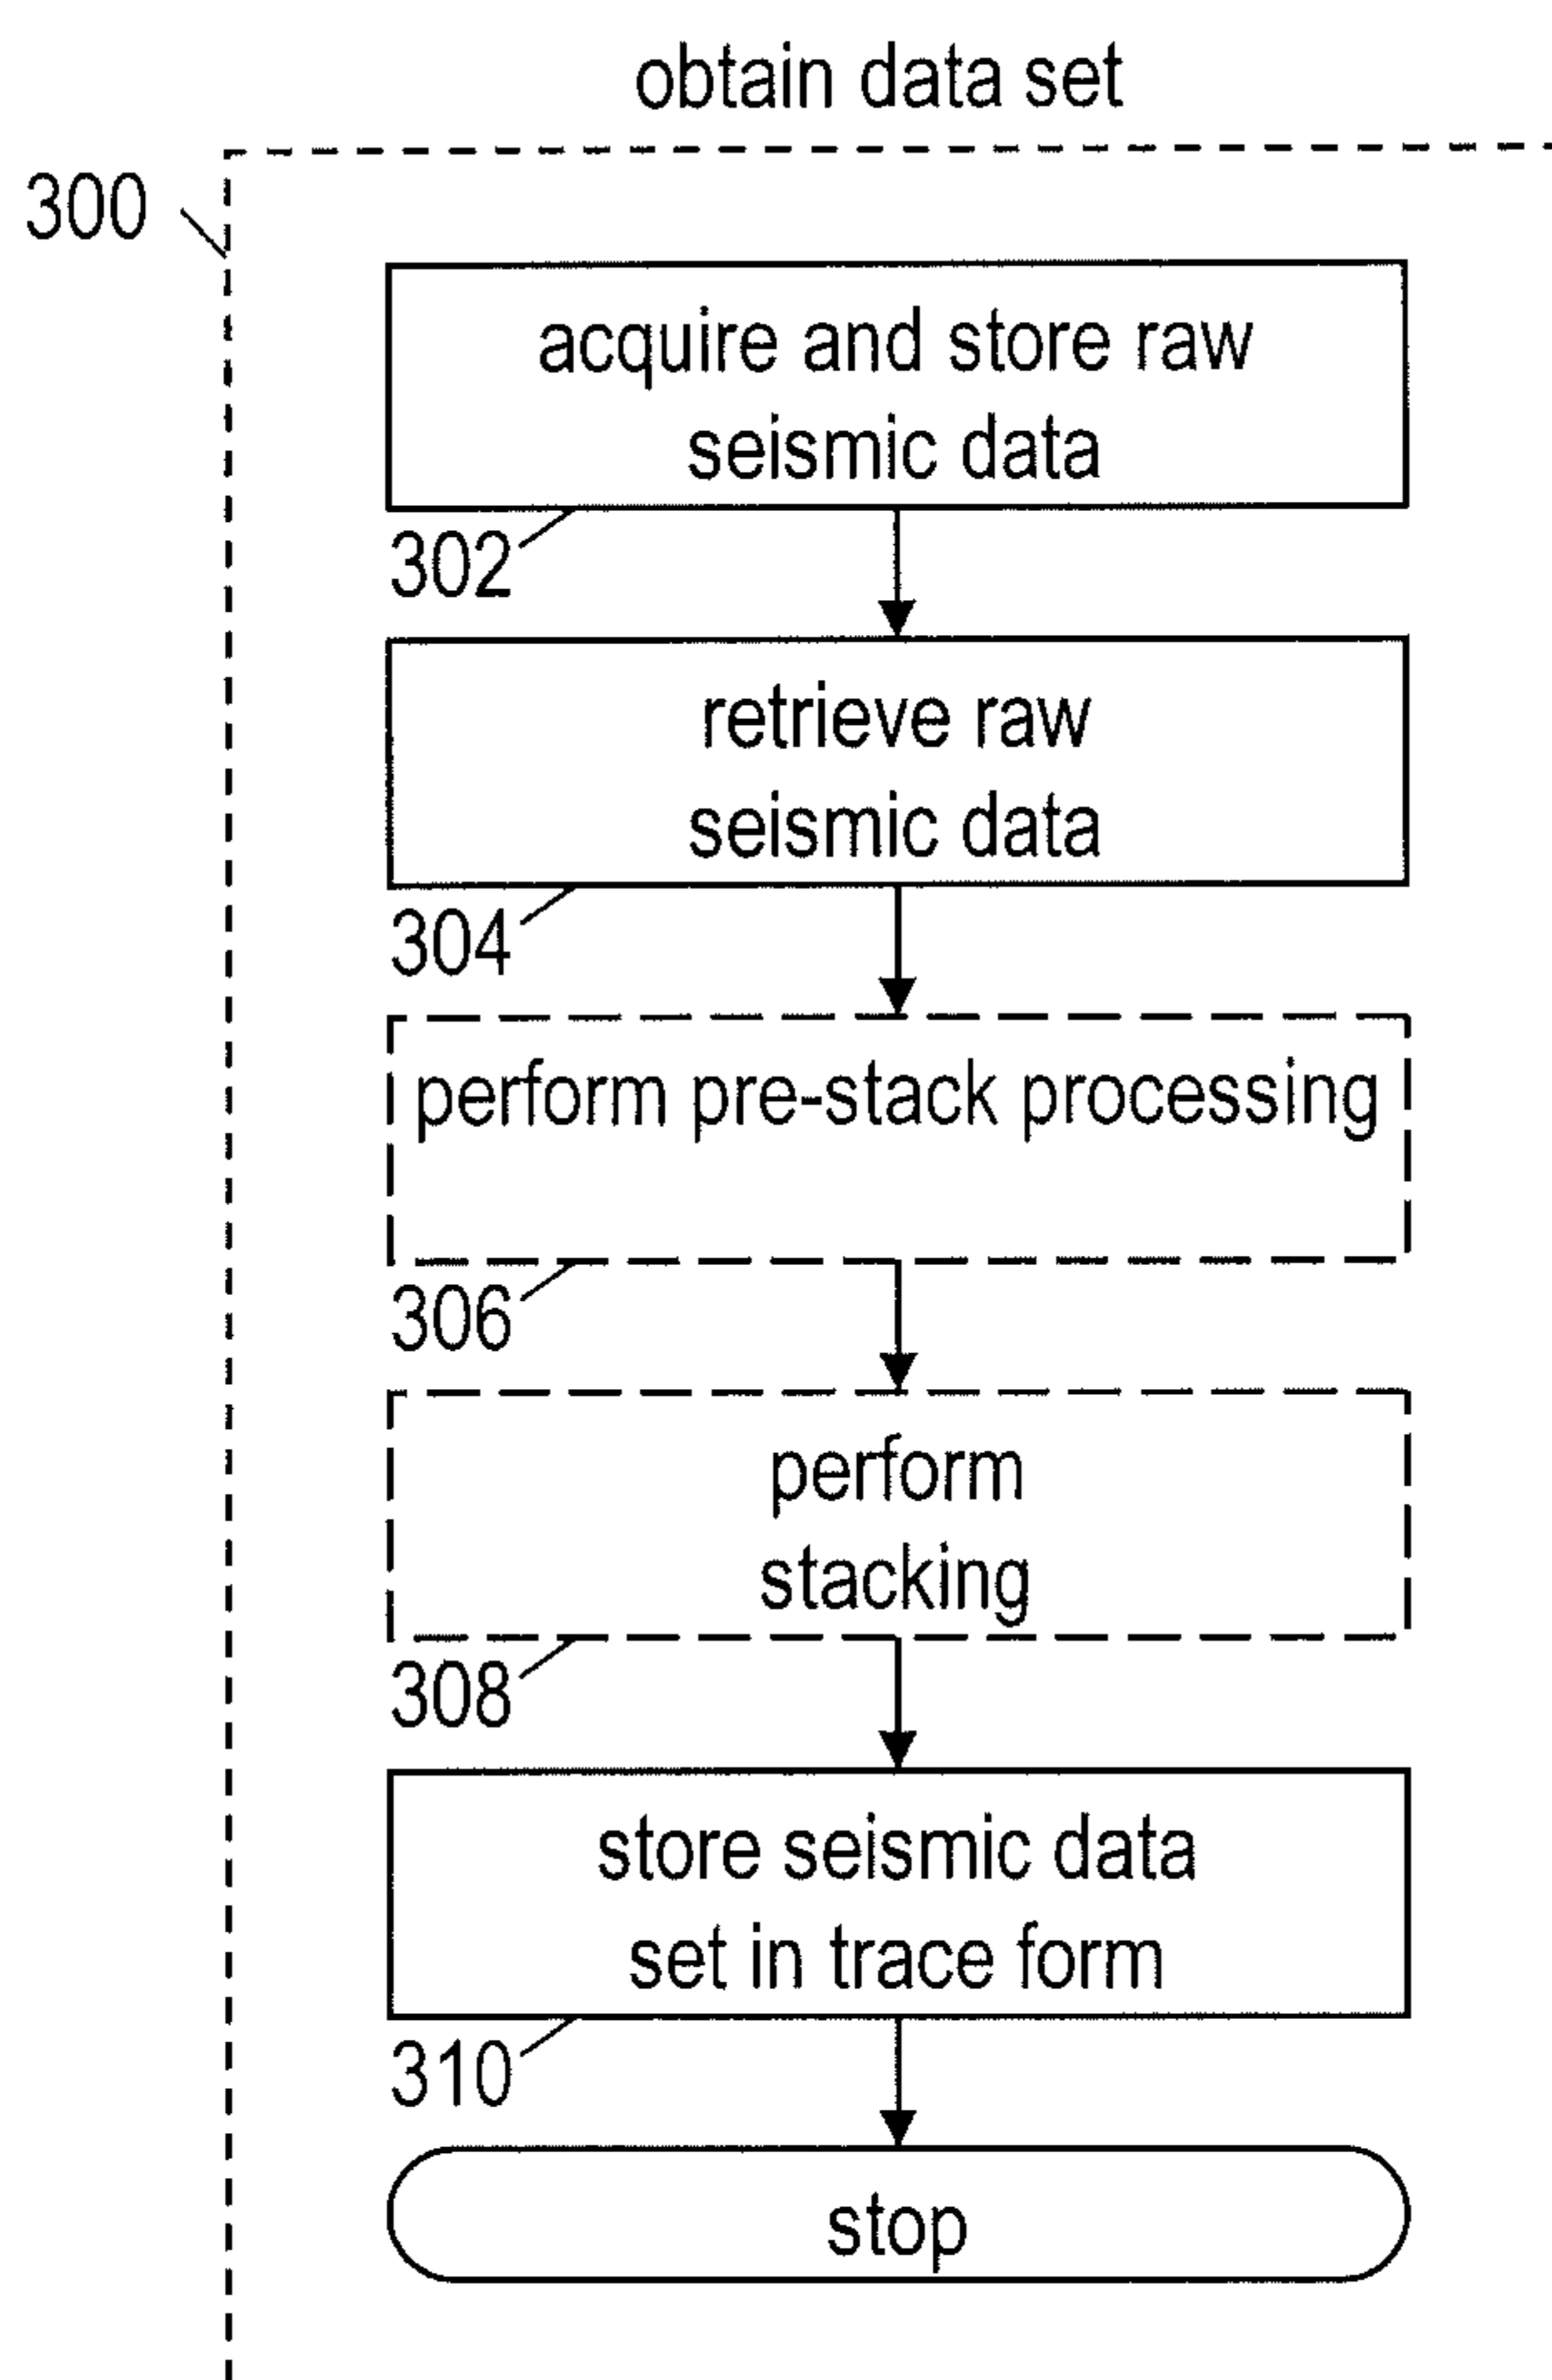 obtain data set
300
acquire and store raw
seismic data
302
retrieve raw
seismic data
304
perform pre-stack processing
306
perform
stacking
308
store seismic data
set in trace form
310
stop